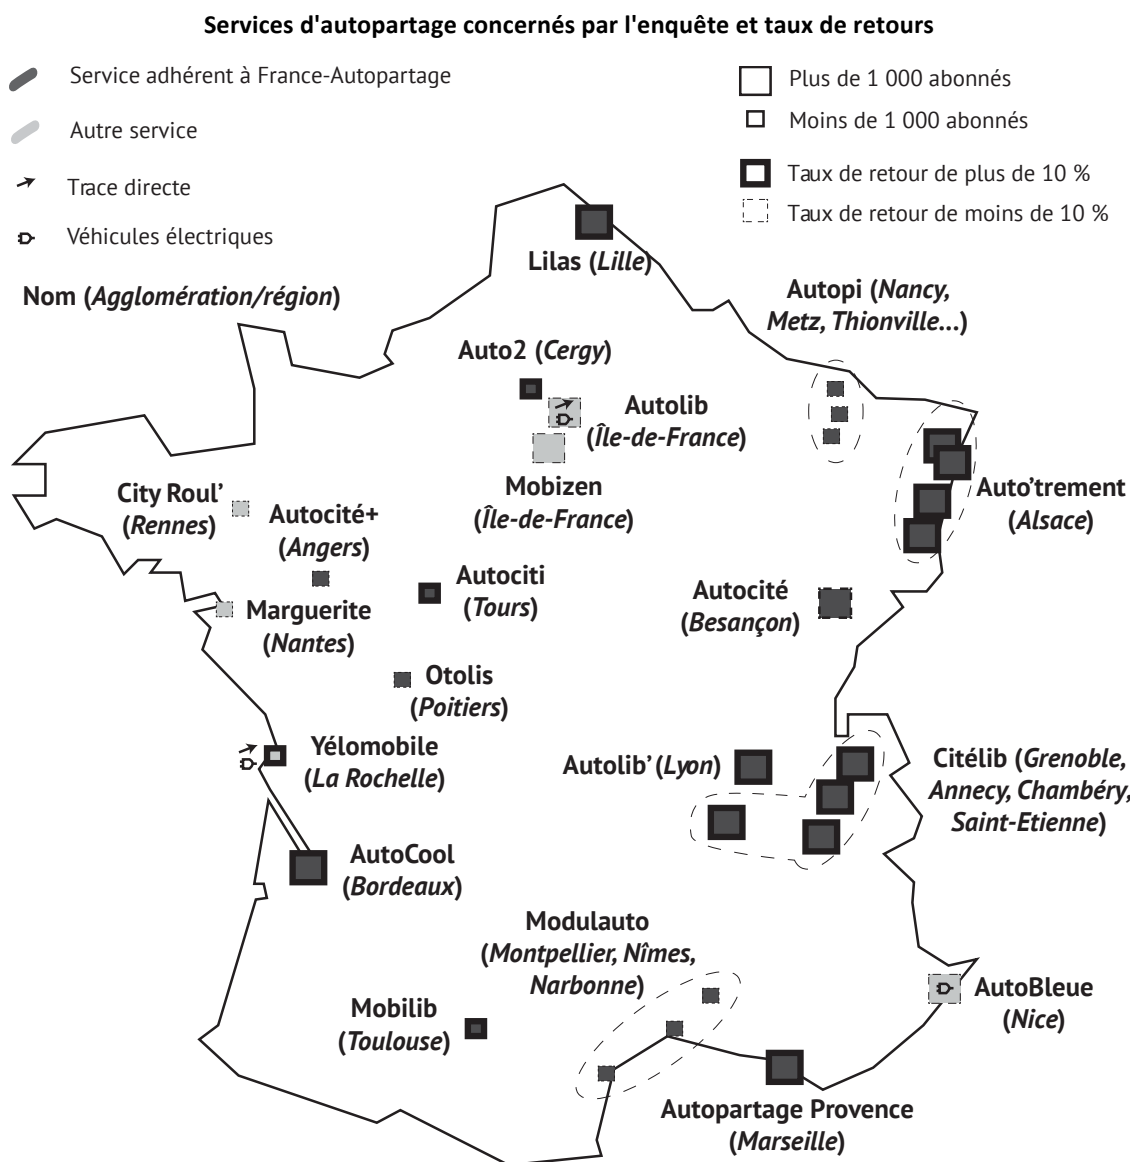 Services d'autopartage concernés par l'enquête et taux de retours
Service adhérent à France-Autopartage
Autre service
Trace directe
Véhicules électriques
Nom (Agglomération/région)
Plus de 1 000 abonnés
Moins de 1 000 abonnés
Taux de retour de plus de 10 %
Taux de retour de moins de 10 %
Lilas (Lille)
Autopi (Nancy,
Metz, Thionville...)
Auto2 (Cergy)
Autolib
(Île-de-France)
Mobizen
(Île-de-France)
City Roul'
(Rennes)
Autocité+
(Angers)
Auto'trement
(Alsace)
Marguerite
(Nantes)
Autociti
(Tours)
Autocité
(Besançon)
Otolis
(Poitiers)
Yélomobile
(La Rochelle)
Autolib' (Lyon)
Citélib (Grenoble,
Annecy, Chambéry,
Saint-Etienne)
AutoCool
(Bordeaux)
Modulauto
(Montpellier, Nîmes,
Narbonne)
AutoBleue
(Nice)
Mobilib
(Toulouse)
Autopartage Provence
(Marseille)